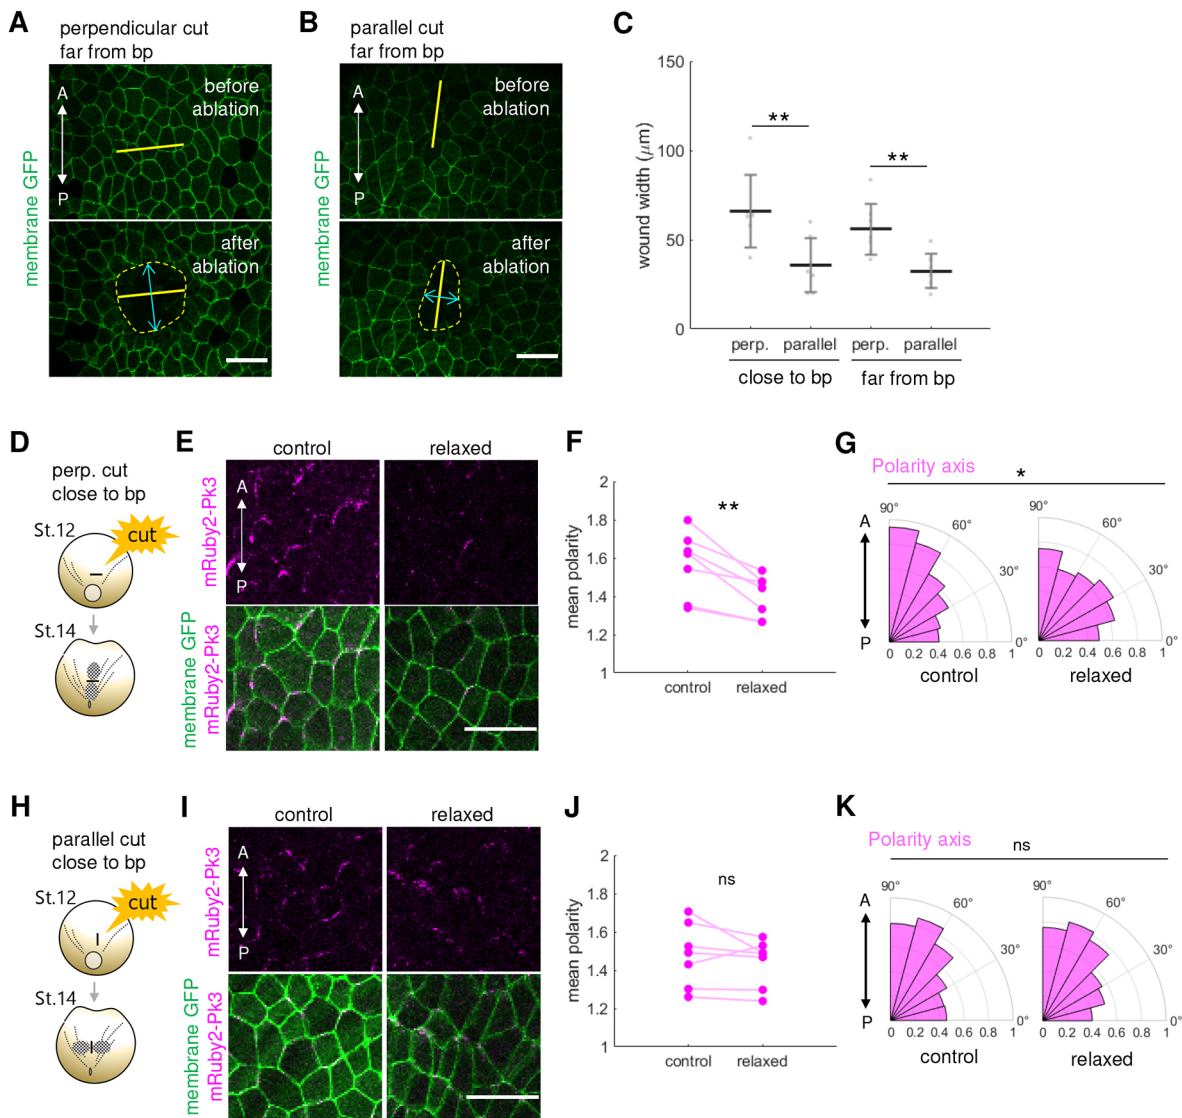 A
perpendicular cut
far from bp
membrane GFP
A
P
before
ablation
after
ablation
B
parallel cut
far from bp
membrane GFP
A
P
before
ablation
after
ablation
C
wound width (μm)
150
100
50
0
**
**
perp.
parallel
perp.
parallel
close to bp
far from bp
D
perp. cut
close to bp
St.12
cut
St.14
E
control
relaxed
mRuby2-Pk3
A
P
membrane GFP
mRuby2-Pk3
F
mean polarity
2
1.8
1.6
1.4
1.2
1
**
control
relaxed
G
Polarity axis
*
A
P
90°
60°
30°
0°
0
0.2
0.4
0.6
0.8
1
control
90°
60°
30°
0°
0
0.2
0.4
0.6
0.8
1
relaxed
H
parallel cut
close to bp
St.12
cut
St.14
I
control
relaxed
mRuby2-Pk3
A
P
membrane GFP
mRuby2-Pk3
J
mean polarity
2
1.8
1.6
1.4
1.2
1
ns
control
relaxed
K
Polarity axis
ns
A
P
90°
60°
30°
0°
0
0.2
0.4
0.6
0.8
1
control
90°
60°
30°
0°
0
0.2
0.4
0.6
0.8
1
relaxed